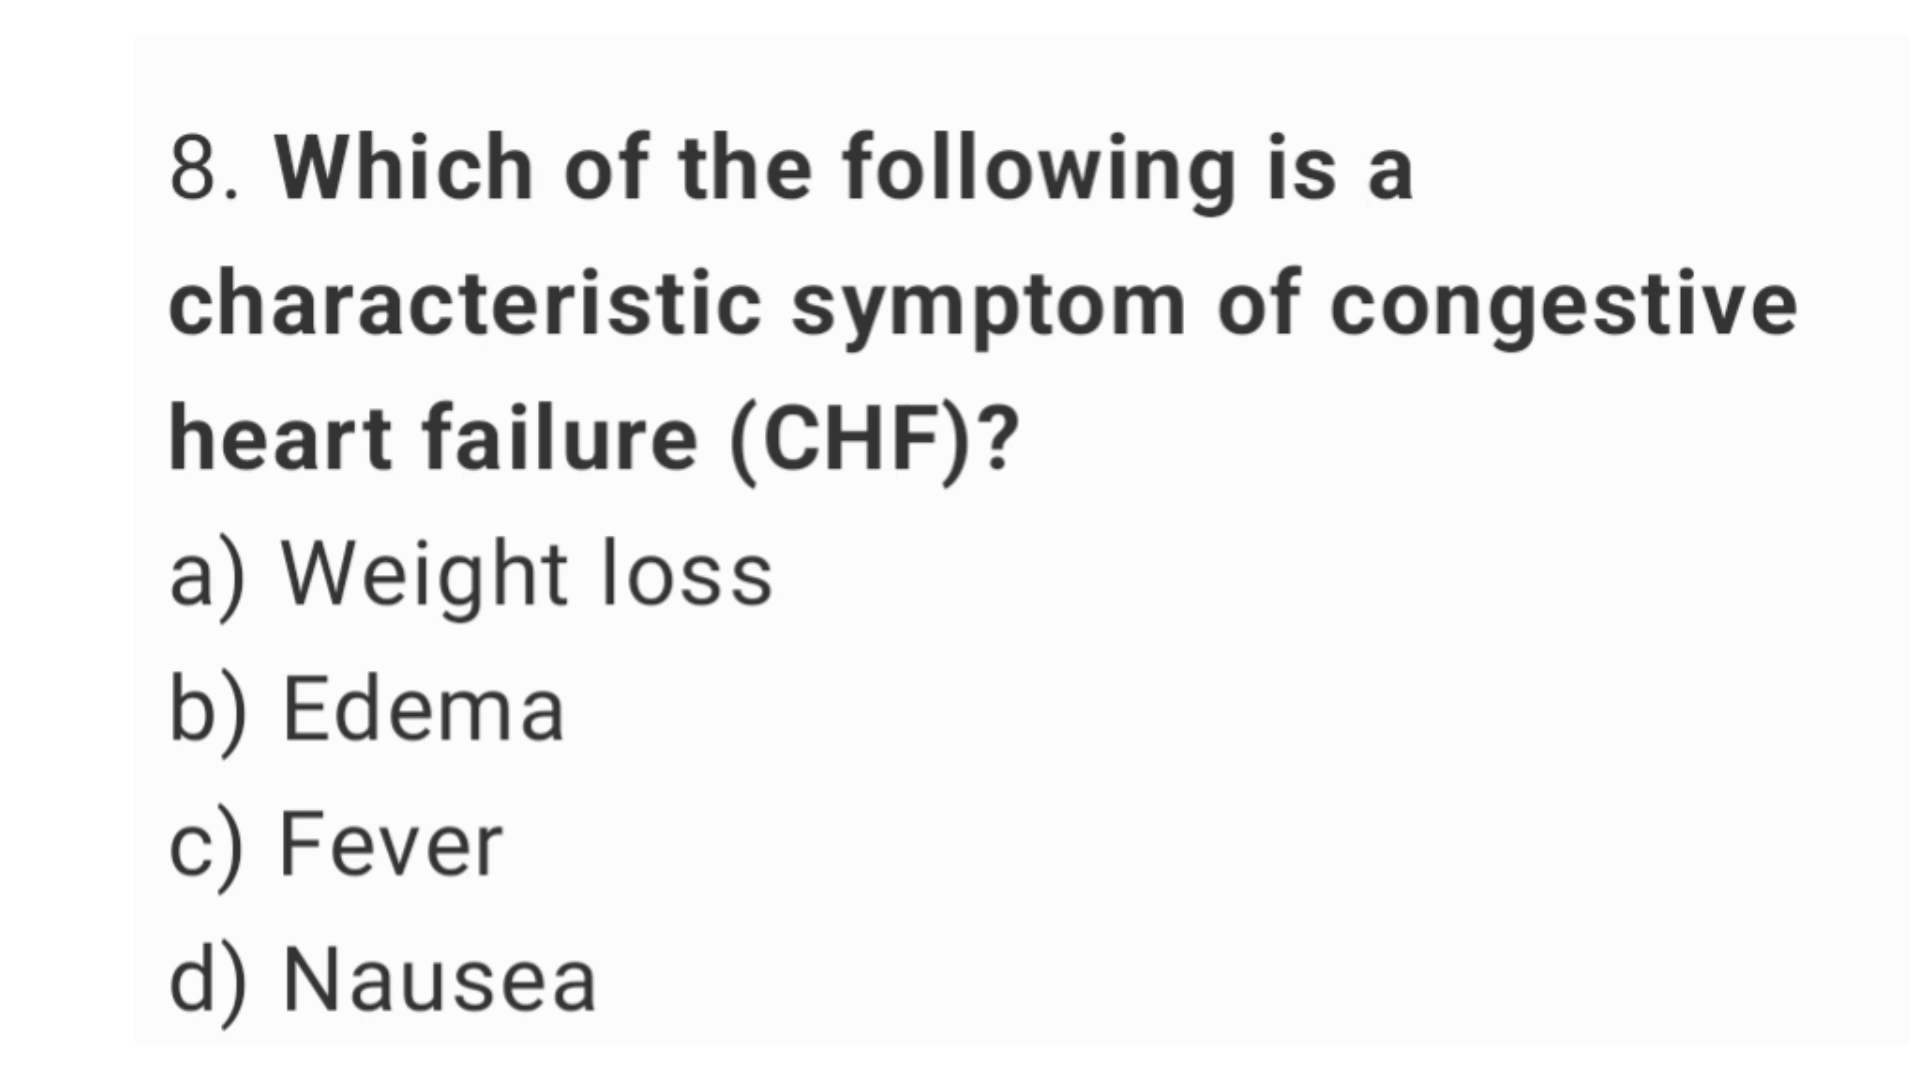 8. Which of the following is a
characteristic symptom of congestive
heart failure (CHF)?
a) Weight loss
b) Edema
c) Fever
d) Nausea